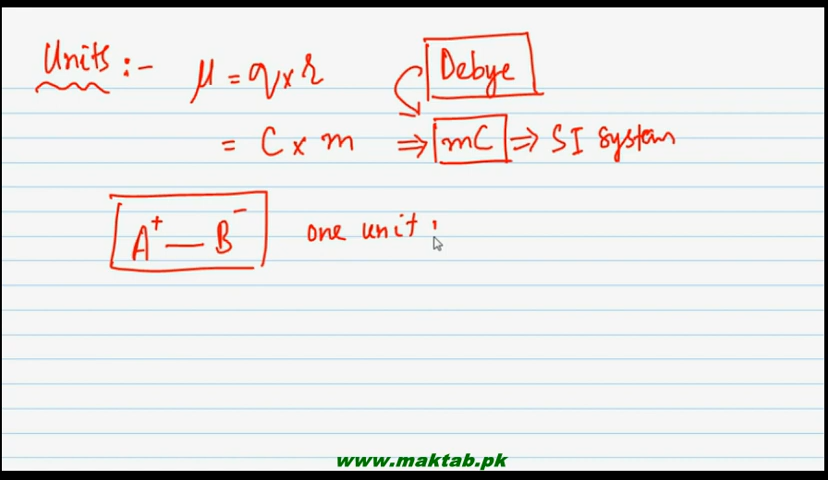 Units :- μ = q × r
Debye
= C × m ⇒ mC ⇒ SI system
A⁺ — B⁻ one unit
www.maktab.pk